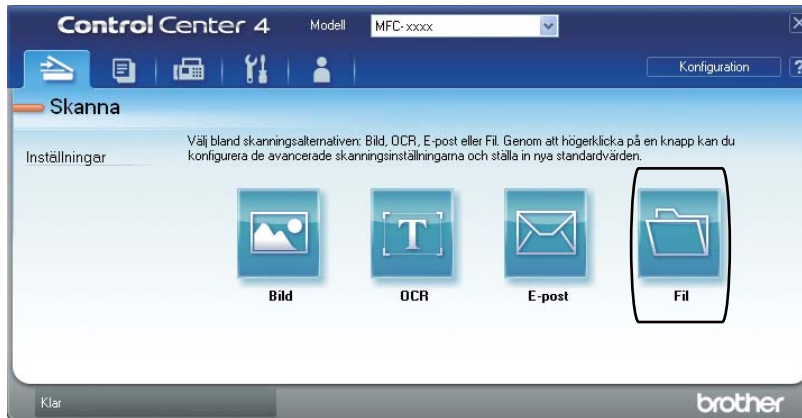 Control Center 4 Modell MFC-xxxx
Konfiguration ?
Skanna
Välj bland skanningsalternativen: Bild, OCR, E-post eller Fil. Genom att högerklicka på en knapp kan du
Inställningar
konfigurera de avancerade skanningsinställningarna och ställa in nya standardvärden.
T
Bild OCR E-post Fil
Klar brother